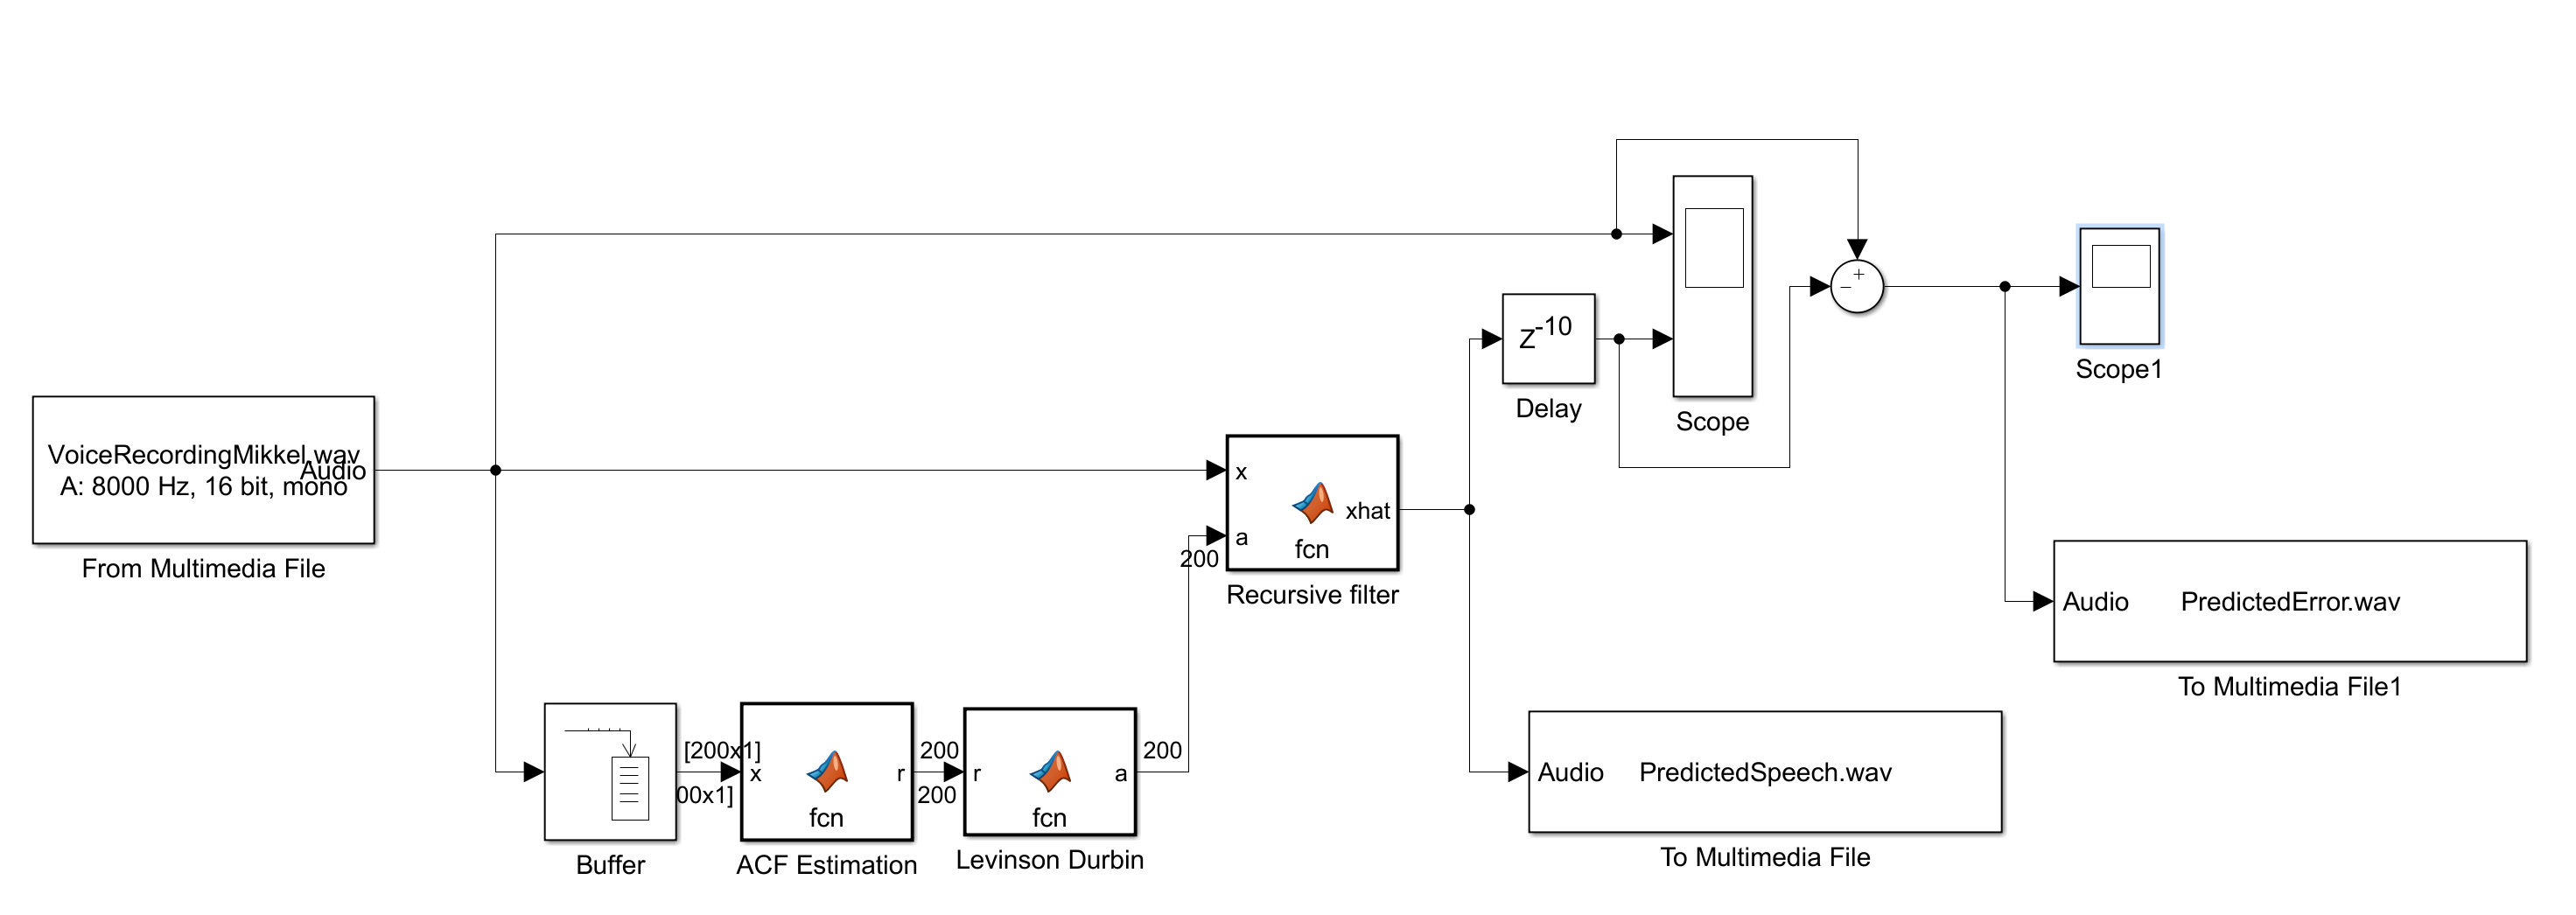 VoiceRecordingMikkel.wav
A: 8000 Hz, 16 bit, mono
Audio
From Multimedia File
Buffer
[200x1]
00x1]
x
r
fcn
ACF Estimation
200
200
r
a
fcn
Levinson Durbin
200
200
x
a
xhat
fcn
Recursive filter
Z-10
Delay
Scope
+
−
Scope1
Audio PredictedError.wav
To Multimedia File1
Audio PredictedSpeech.wav
To Multimedia File